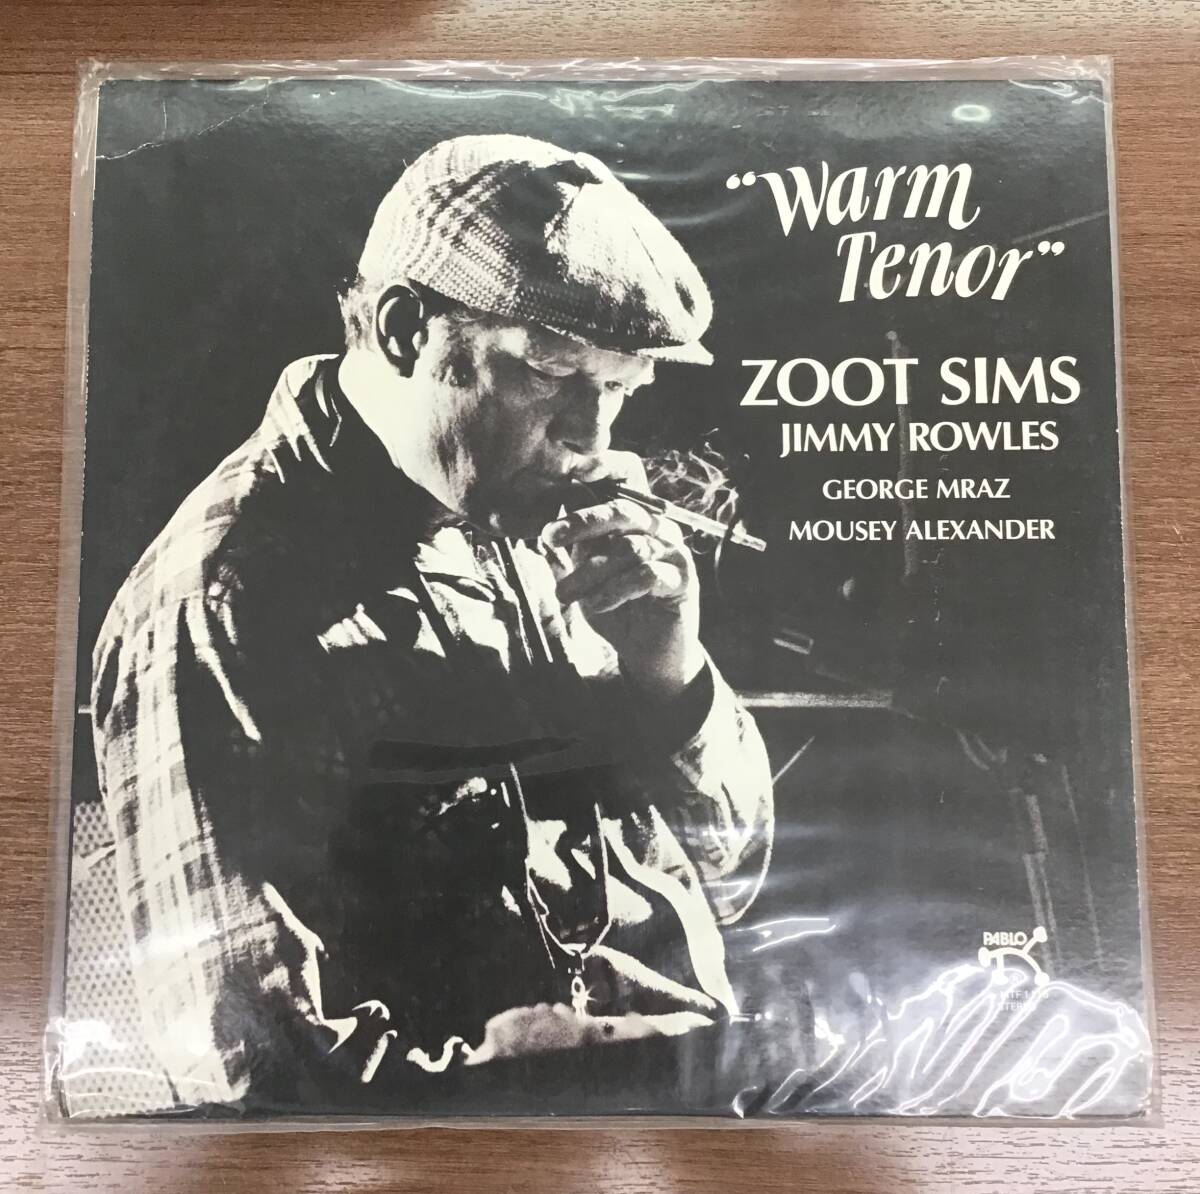 “Warm
Tenor”
ZOOT SIMS
JIMMY ROWLES
GEORGE MRAZ
MOUSEY ALEXANDER
PABLO